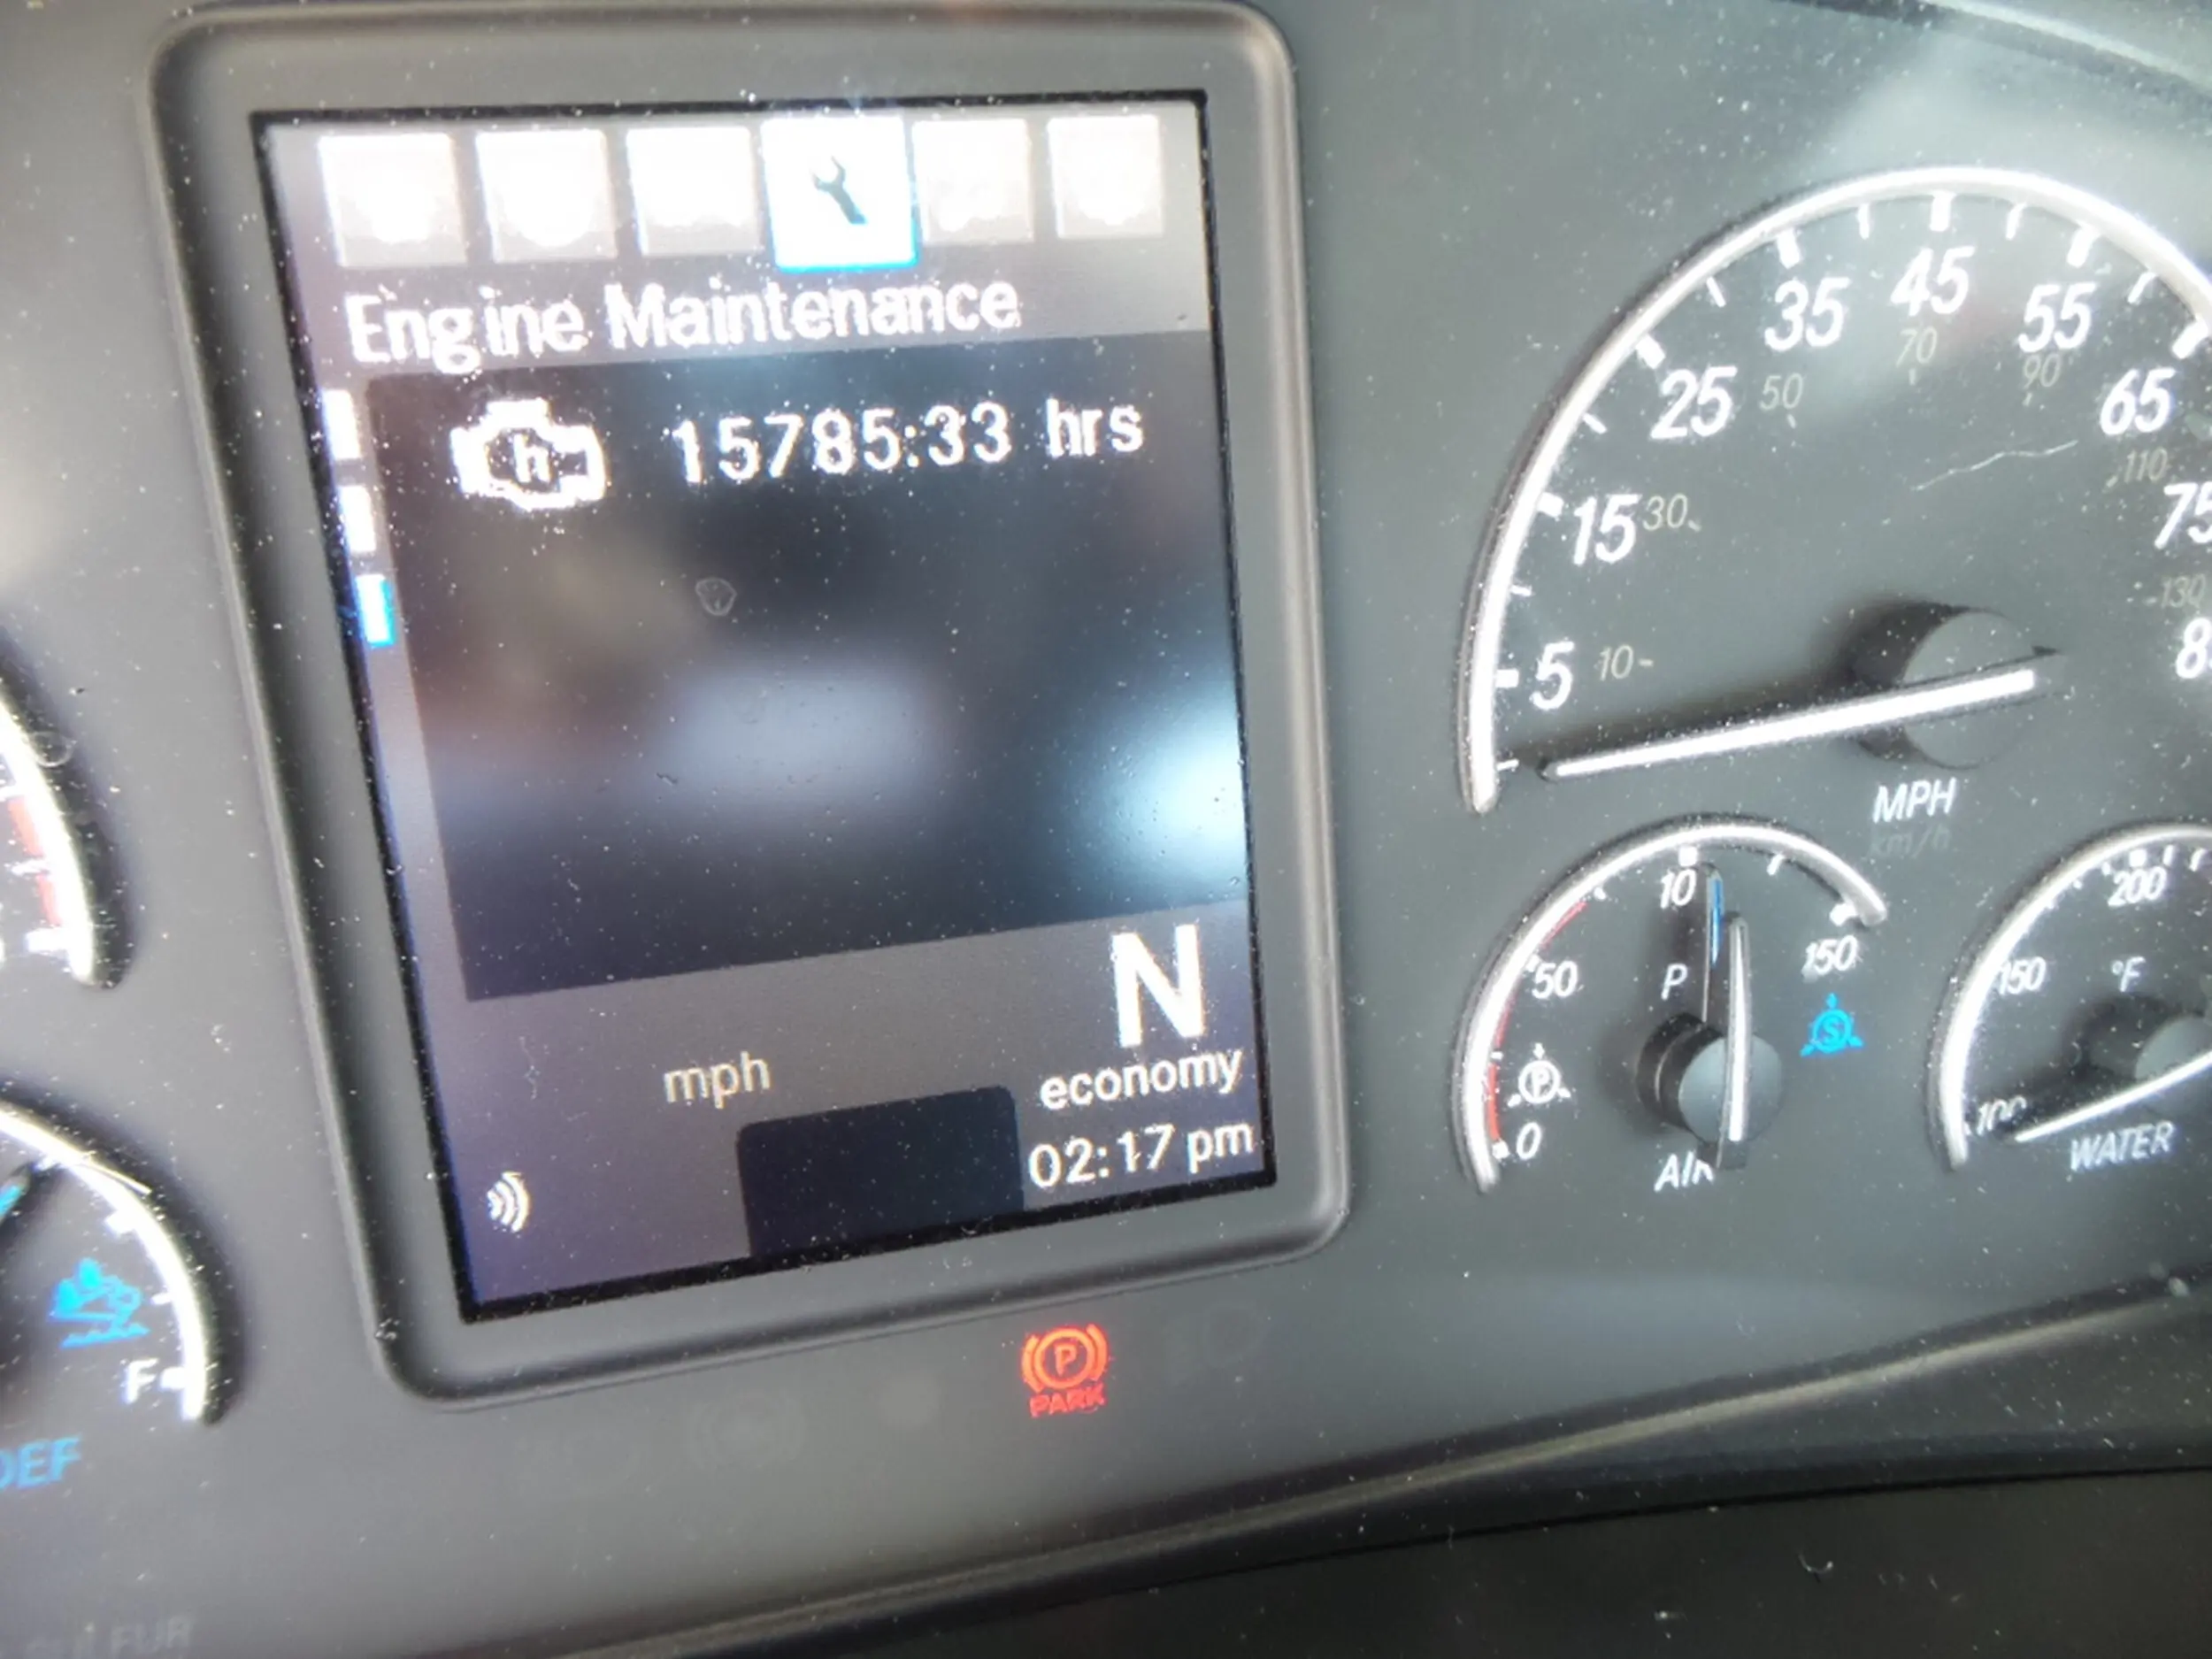 Engine Maintenance
h 15785:33 hrs
N
mph
economy
02:17 pm
P
PARK
5 15 25 35 45 55 65 75
10 30 50 70 90 110 130
MPH
km/h
0 50 10 150
P
P
S
100 150 200
°F
WATER
F
DEF